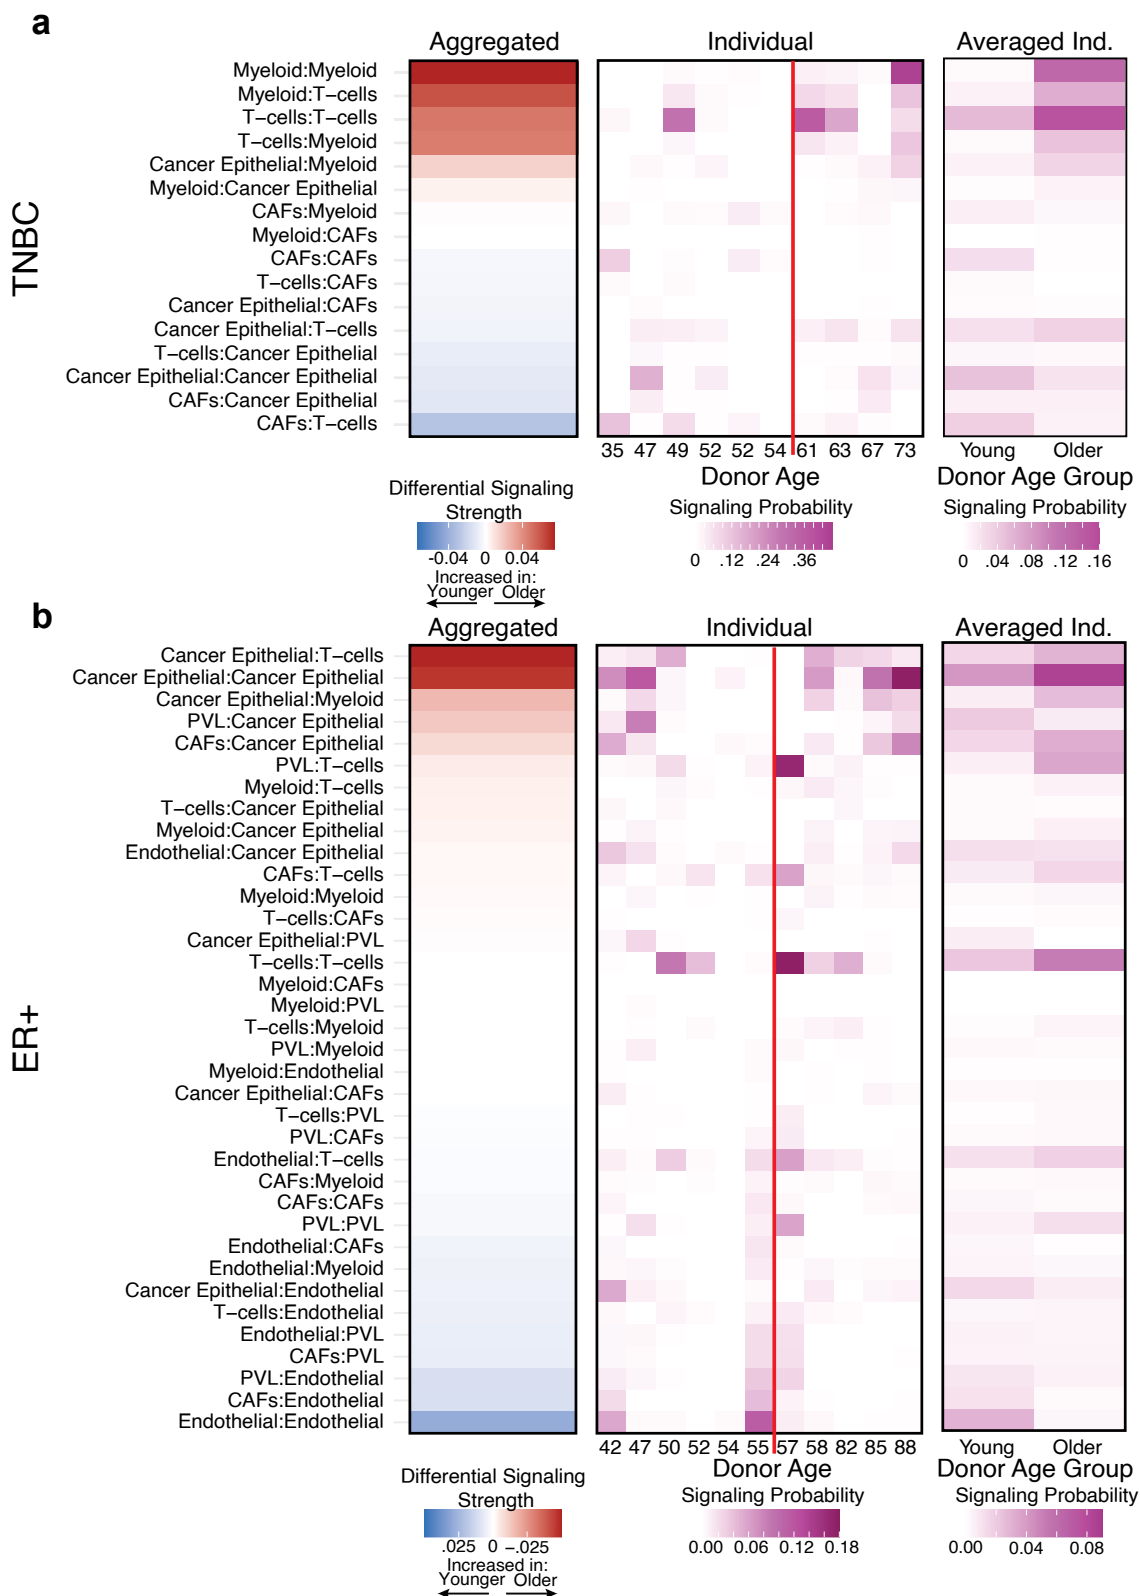 a
Aggregated Individual Averaged Ind.
TNBC
Myeloid:Myeloid
Myeloid:T−cells
T−cells:T−cells
T−cells:Myeloid
Cancer Epithelial:Myeloid
Myeloid:Cancer Epithelial
CAFs:Myeloid
Myeloid:CAFs
CAFs:CAFs
T−cells:CAFs
Cancer Epithelial:CAFs
Cancer Epithelial:T−cells
T−cells:Cancer Epithelial
Cancer Epithelial:Cancer Epithelial
CAFs:Cancer Epithelial
CAFs:T−cells
35 47 49 52 52 54 61 63 67 73
Donor Age
Young Older
Donor Age Group
Differential Signaling
Strength
-0.04 0 0.04
Increased in:
Younger Older
Signaling Probability
0 .12 .24 .36
Signaling Probability
0 .04 .08 .12 .16
b
Aggregated Individual Averaged Ind.
ER+
Cancer Epithelial:T−cells
Cancer Epithelial:Cancer Epithelial
Cancer Epithelial:Myeloid
PVL:Cancer Epithelial
CAFs:Cancer Epithelial
PVL:T−cells
Myeloid:T−cells
T−cells:Cancer Epithelial
Myeloid:Cancer Epithelial
Endothelial:Cancer Epithelial
CAFs:T−cells
Myeloid:Myeloid
T−cells:CAFs
Cancer Epithelial:PVL
T−cells:T−cells
Myeloid:CAFs
Myeloid:PVL
T−cells:Myeloid
PVL:Myeloid
Myeloid:Endothelial
Cancer Epithelial:CAFs
T−cells:PVL
PVL:CAFs
Endothelial:T−cells
CAFs:Myeloid
CAFs:CAFs
PVL:PVL
Endothelial:CAFs
Endothelial:Myeloid
Cancer Epithelial:Endothelial
T−cells:Endothelial
Endothelial:PVL
CAFs:PVL
PVL:Endothelial
CAFs:Endothelial
Endothelial:Endothelial
42 47 50 52 54 55 57 58 82 85 88
Donor Age
Young Older
Donor Age Group
Differential Signaling
Strength
.025 0 −.025
Increased in:
Younger Older
Signaling Probability
0.00 0.06 0.12 0.18
Signaling Probability
0.00 0.04 0.08